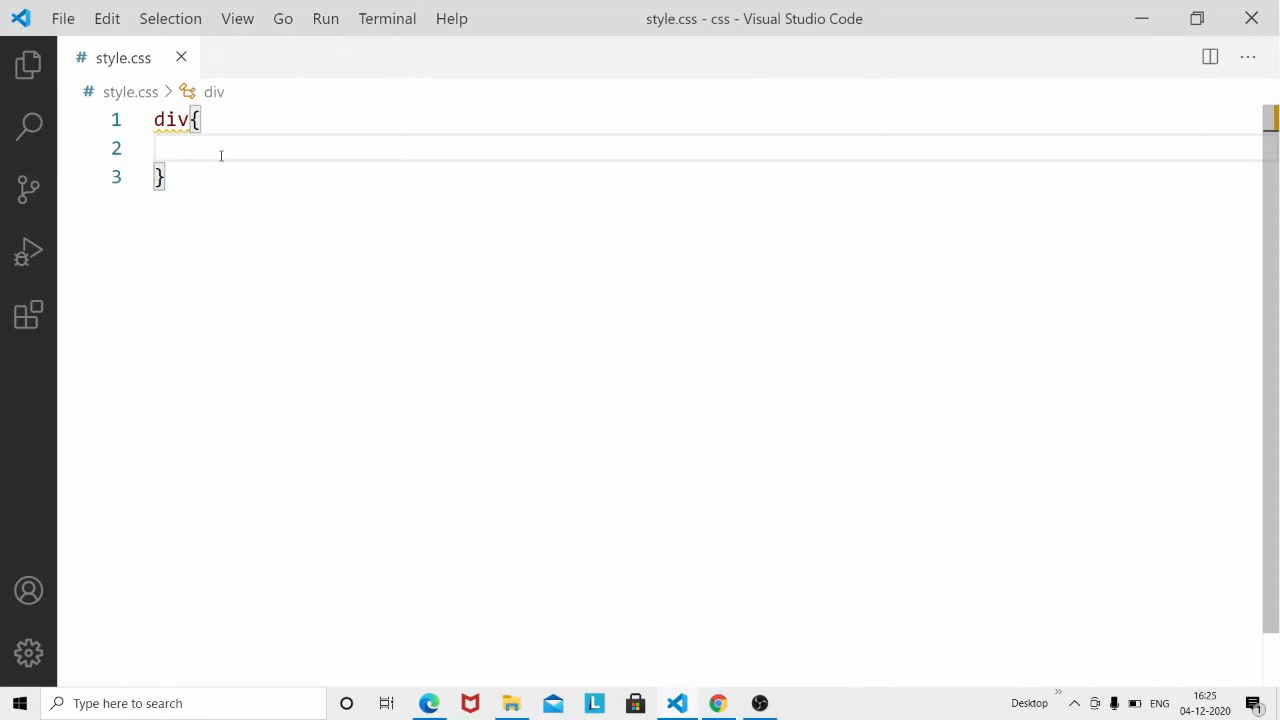 File Edit Selection View Go Run Terminal Help style.css - css - Visual Studio Code
# style.css
# style.css > div
1 div{
2
3 }
Type here to search
L
Desktop
ENG
16:25
04-12-2020
1